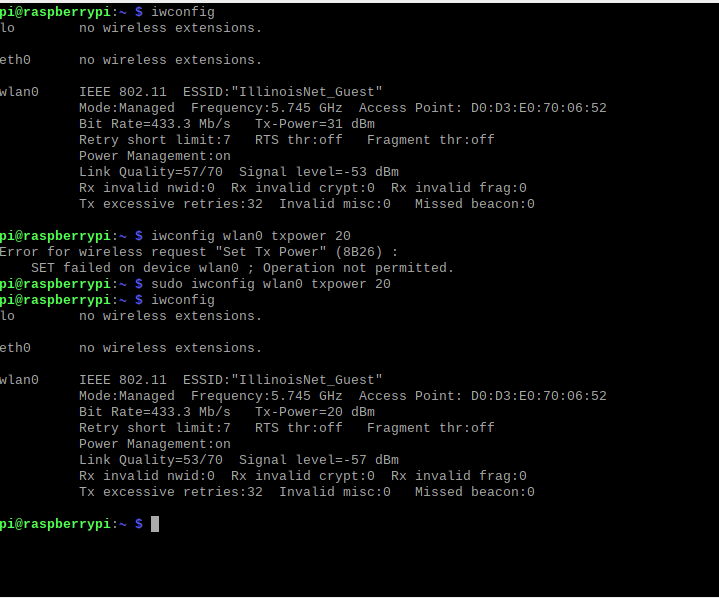 pi@raspberrypi:~ $ iwconfig
lo        no wireless extensions.
eth0      no wireless extensions.
wlan0     IEEE 802.11  ESSID:"IllinoisNet_Guest"
          Mode:Managed  Frequency:5.745 GHz  Access Point: D0:D3:E0:70:06:52
          Bit Rate=433.3 Mb/s   Tx-Power=31 dBm
          Retry short limit:7   RTS thr:off   Fragment thr:off
          Power Management:on
          Link Quality=57/70  Signal level=-53 dBm
          Rx invalid nwid:0  Rx invalid crypt:0  Rx invalid frag:0
          Tx excessive retries:32  Invalid misc:0   Missed beacon:0
pi@raspberrypi:~ $ iwconfig wlan0 txpower 20
Error for wireless request "Set Tx Power" (8B26) :
    SET failed on device wlan0 ; Operation not permitted.
pi@raspberrypi:~ $ sudo iwconfig wlan0 txpower 20
pi@raspberrypi:~ $ iwconfig
lo        no wireless extensions.
eth0      no wireless extensions.
wlan0     IEEE 802.11  ESSID:"IllinoisNet_Guest"
          Mode:Managed  Frequency:5.745 GHz  Access Point: D0:D3:E0:70:06:52
          Bit Rate=433.3 Mb/s   Tx-Power=20 dBm
          Retry short limit:7   RTS thr:off   Fragment thr:off
          Power Management:on
          Link Quality=53/70  Signal level=-57 dBm
          Rx invalid nwid:0  Rx invalid crypt:0  Rx invalid frag:0
          Tx excessive retries:32  Invalid misc:0   Missed beacon:0
pi@raspberrypi:~ $